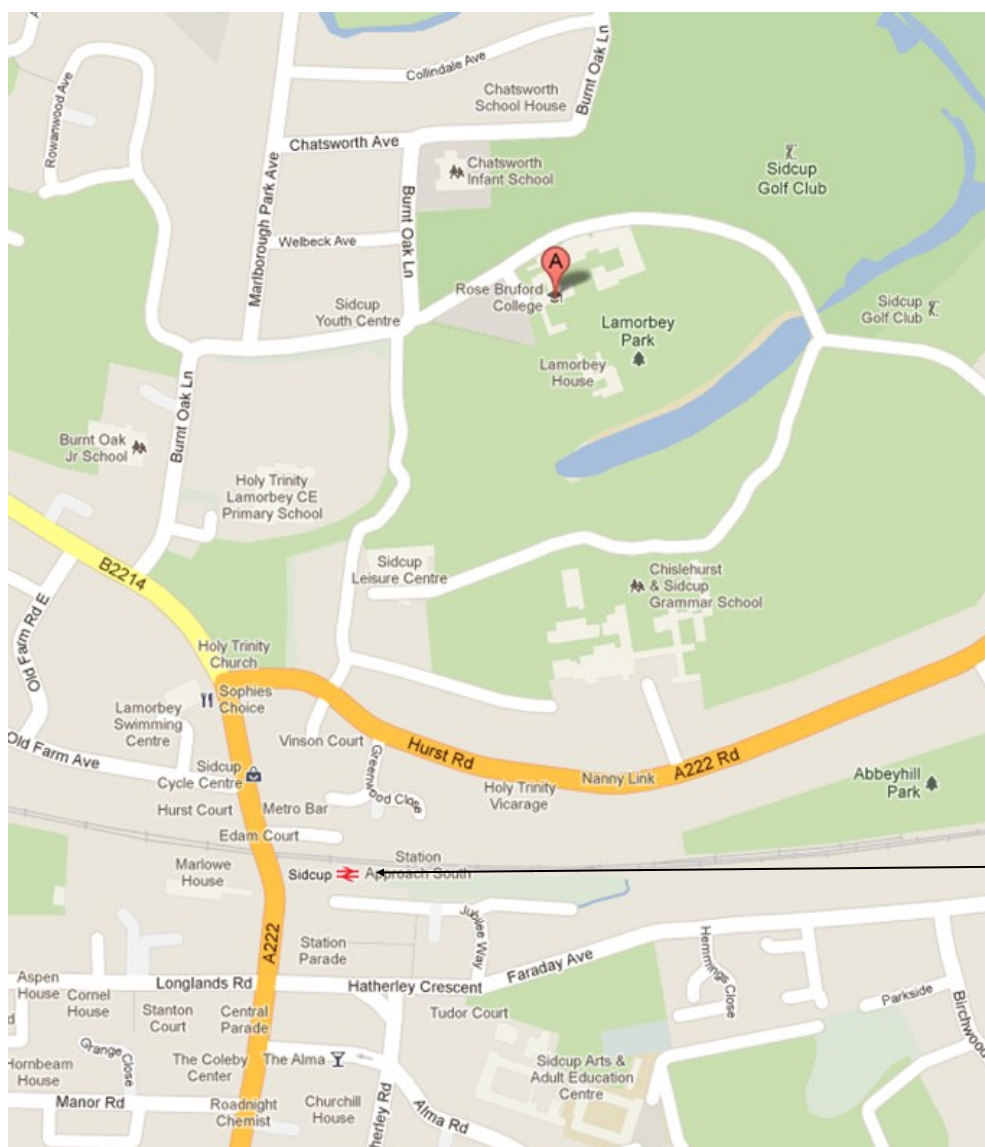 Rowanwood Ave
Marlborough Park Ave
Collindale Ave
Burnt Oak Ln
Chatsworth
School House
Chatsworth Ave
Chatsworth
Infant School
Sidcup
Golf Club
Burnt Oak Ln
Welbeck Ave
A
Rose Bruford
College
Sidcup
Youth Centre
Lamorbey
Park
Sidcup
Golf Club
Lamorbey
House
Burnt Oak Ln
Burnt Oak
Jr School
Holy Trinity
Lamorbey CE
Primary School
B2214
Sidcup
Leisure Centre
Chislehurst
& Sidcup
Grammar School
Old Farm Rd E
Holy Trinity
Church
Sophies
Choice
Lamorbey
Swimming
Centre
Old Farm Ave
Vinson Court
Hurst Rd
Greenwood Close
Nanny Link
A222 Rd
Holy Trinity
Vicarage
Abbeyhill
Park
Sidcup
Cycle Centre
Hurst Court
Metro Bar
Edam Court
Marlowe
House
Sidcup
Station
Approach South
Jubilee Way
A222
Station
Parade
Faraday Ave
Hemmings Close
Parkside
Birchwood
Aspen
House
Cornel
House
Longlands Rd
Hatherley Crescent
Stanton
Court
Central
Parade
Tudor Court
Grange Close
Hornbeam
House
The Coleby
Center
The Alma
Sidcup Arts &
Adult Education
Centre
Manor Rd
Roadnight
Chemist
Churchill
House
therley Rd
Alma Rd